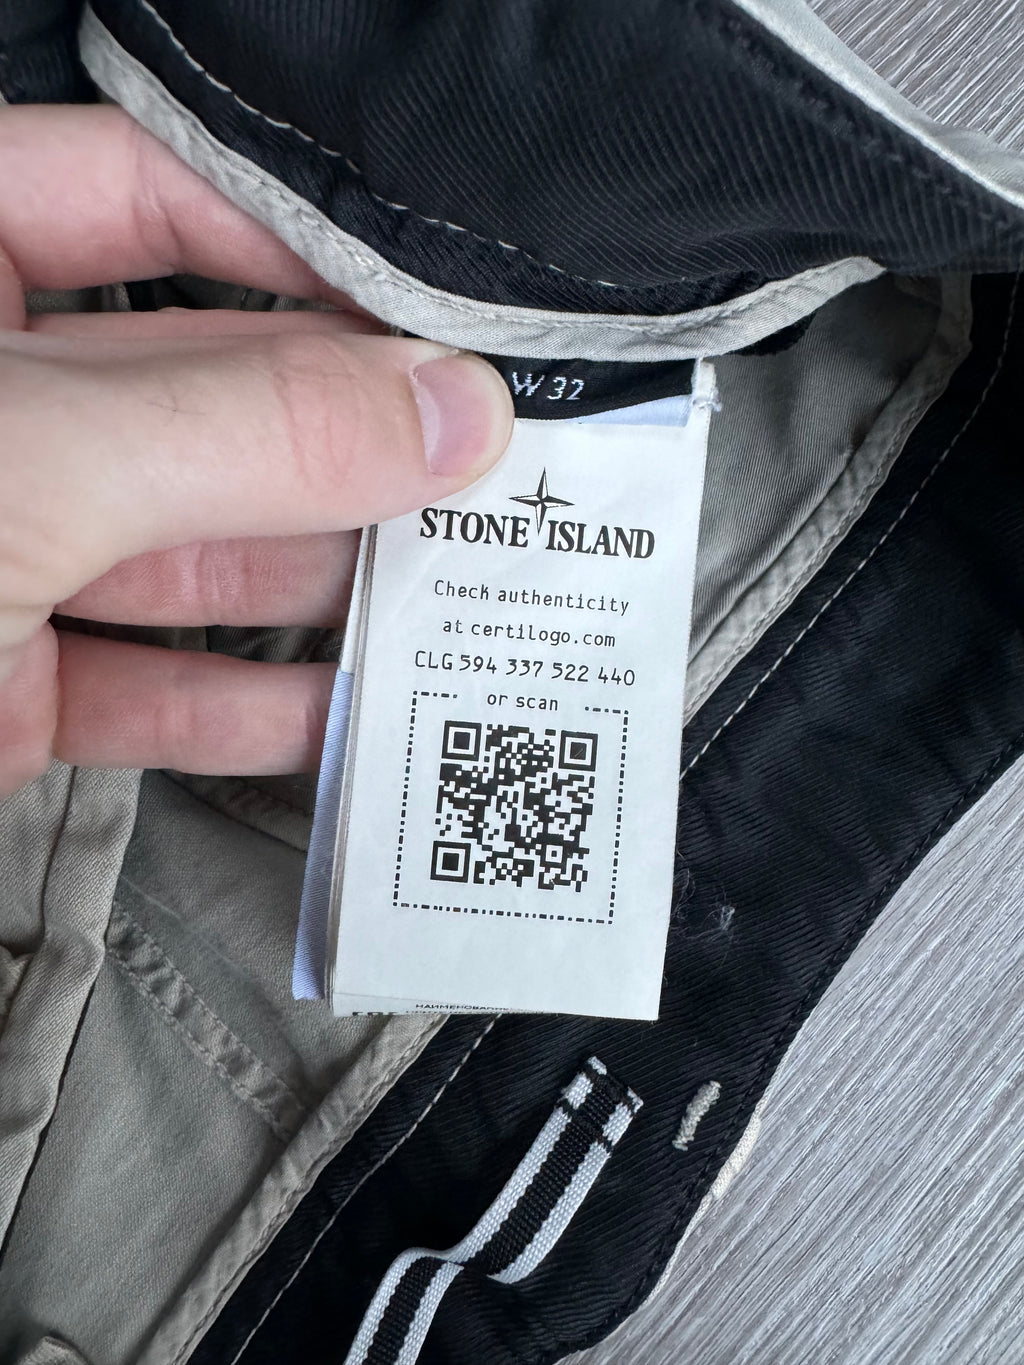 W 32
STONE ISLAND
Check authenticity
at certilogo.com
CLG 594 337 522 440
or scan